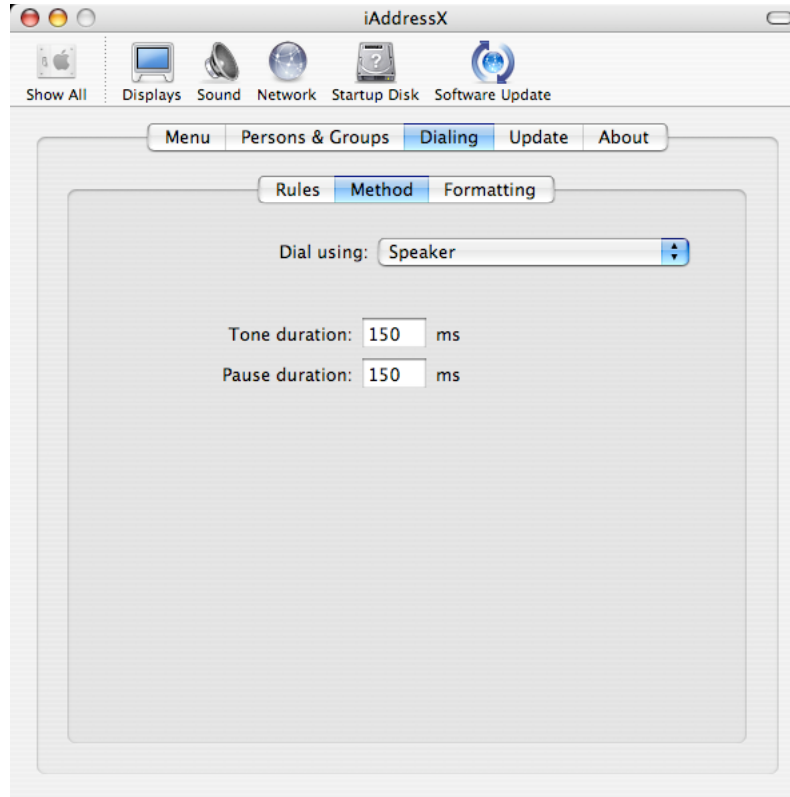 iAddressX
Show All Displays Sound Network Startup Disk Software Update
Menu Persons & Groups Dialing Update About
Rules Method Formatting
Dial using: Speaker
Tone duration: 150 ms
Pause duration: 150 ms